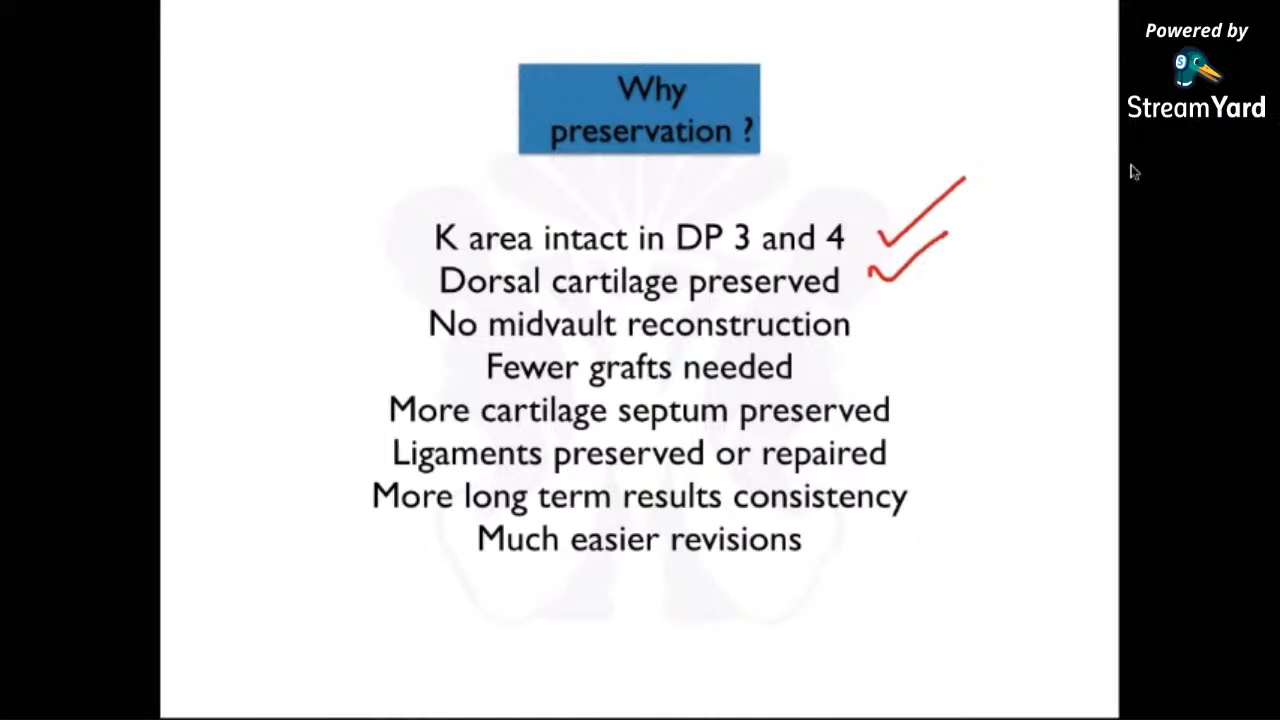 Powered by
StreamYard
Why
preservation ?
K area intact in DP 3 and 4
Dorsal cartilage preserved
No midvault reconstruction
Fewer grafts needed
More cartilage septum preserved
Ligaments preserved or repaired
More long term results consistency
Much easier revisions